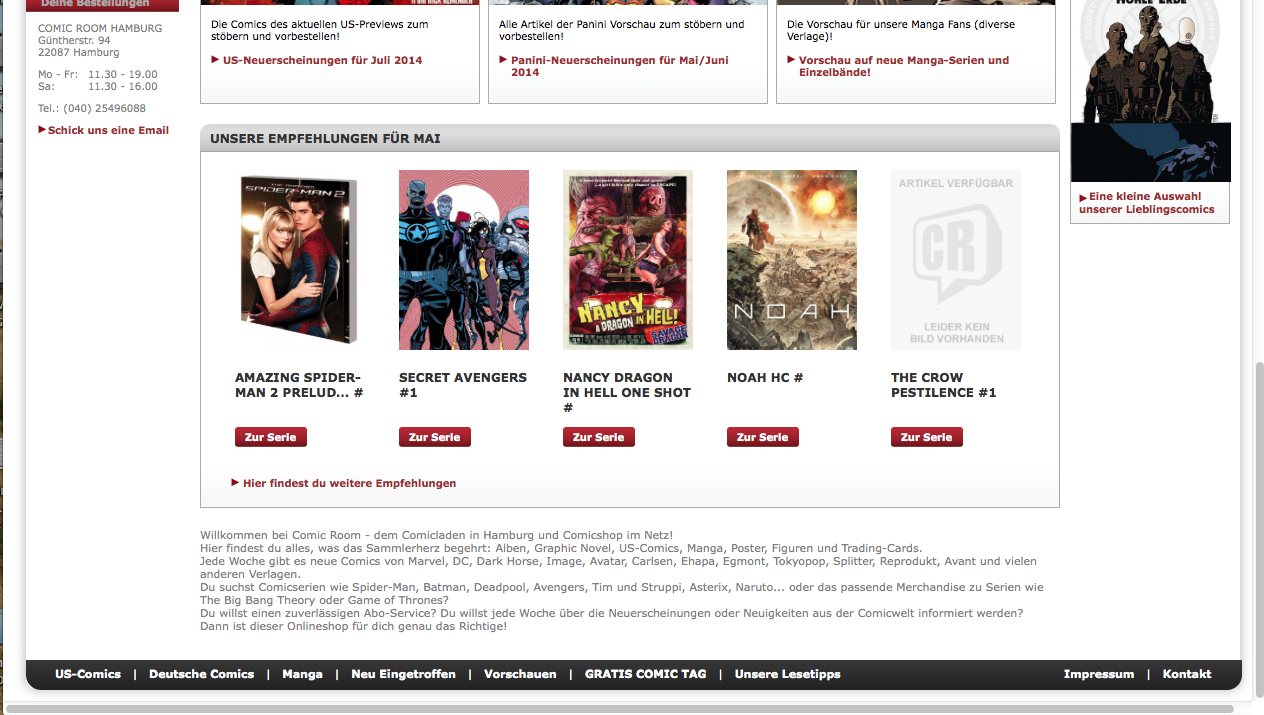 Deine Bestellungen
COMIC ROOM HAMBURG
Güntherstr. 94
22087 Hamburg
Mo - Fr: 11.30 - 19.00
Sa: 11.30 - 16.00
Tel.: (040) 25496088
Schick uns eine Email
Die Comics des aktuellen US-Previews zum
stöbern und vorbestellen!
US-Neuerscheinungen für Juli 2014
Alle Artikel der Panini Vorschau zum stöbern und
vorbestellen!
Panini-Neuerscheinungen für Mai/Juni
2014
Die Vorschau für unsere Manga Fans (diverse
Verlage)!
Vorschau auf neue Manga-Serien und
Einzelbände!
Eine kleine Auswahl
unserer Lieblingscomics
UNSERE EMPFEHLUNGEN FÜR MAI
SPIDER-MAN 2
NANCY
A DRAGON IN HELL!
SAVAGE
DRAGON
NOAH
ARTIKEL VERFÜGBAR
CR
LEIDER KEIN
BILD VORHANDEN
AMAZING SPIDER-
MAN 2 PRELUD... #
SECRET AVENGERS
#1
NANCY DRAGON
IN HELL ONE SHOT
#
NOAH HC #
THE CROW
PESTILENCE #1
Zur Serie
Zur Serie
Zur Serie
Zur Serie
Zur Serie
Hier findest du weitere Empfehlungen
Willkommen bei Comic Room - dem Comicladen in Hamburg und Comicshop im Netz!
Hier findest du alles, was das Sammlerherz begehrt: Alben, Graphic Novel, US-Comics, Manga, Poster, Figuren und Trading-Cards.
Jede Woche gibt es neue Comics von Marvel, DC, Dark Horse, Image, Avatar, Carlsen, Ehapa, Egmont, Tokyopop, Splitter, Reprodukt, Avant und vielen
anderen Verlagen.
Du suchst Comicserien wie Spider-Man, Batman, Deadpool, Avengers, Tim und Struppi, Asterix, Naruto... oder das passende Merchandise zu Serien wie
The Big Bang Theory oder Game of Thrones?
Du willst einen zuverlässigen Abo-Service? Du willst jede Woche über die Neuerscheinungen oder Neuigkeiten aus der Comicwelt informiert werden?
Dann ist dieser Onlineshop für dich genau das Richtige!
US-Comics | Deutsche Comics | Manga | Neu Eingetroffen | Vorschauen | GRATIS COMIC TAG | Unsere Lesetipps
Impressum | Kontakt